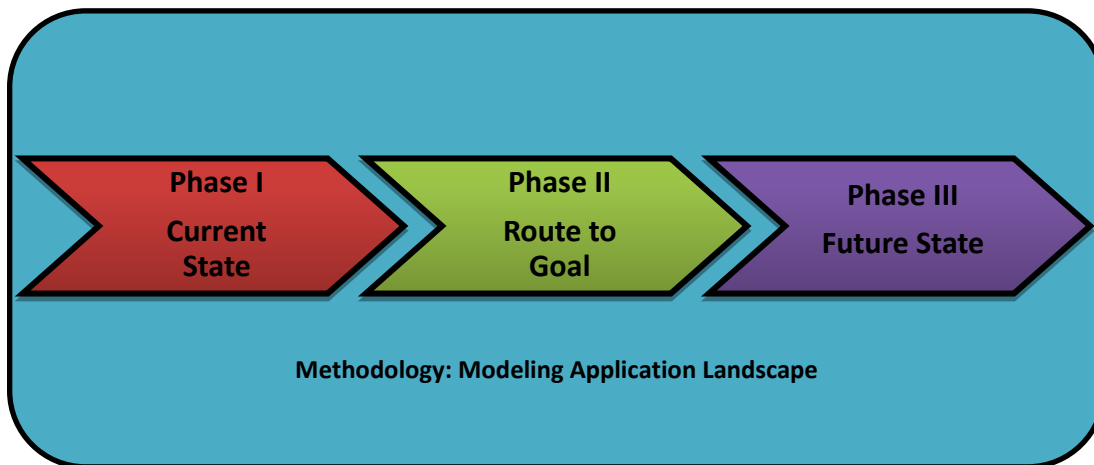 Phase I
Current
State
Phase II
Route to
Goal
Phase III
Future State
Methodology: Modeling Application Landscape